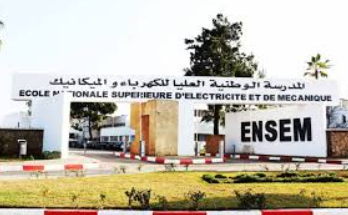 المدرسة الوطنية العليا للكهرباء و الميكانيك
ECOLE NATIONALE SUPERIEURE D'ELECTRICITE ET DE MECANIQUE
ENSEM